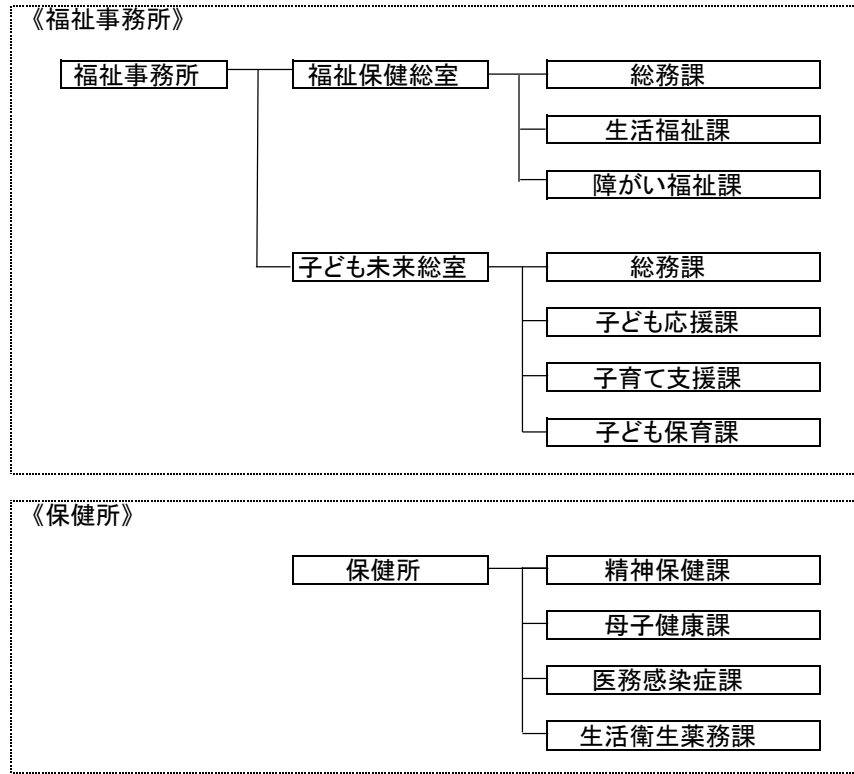 《福祉事務所》
福祉事務所 福祉保健総室 総務課
生活福祉課
障がい福祉課
子ども未来総室 総務課
子ども応援課
子育て支援課
子ども保育課
《保健所》
保健所 精神保健課
母子健康課
医務感染症課
生活衛生薬務課